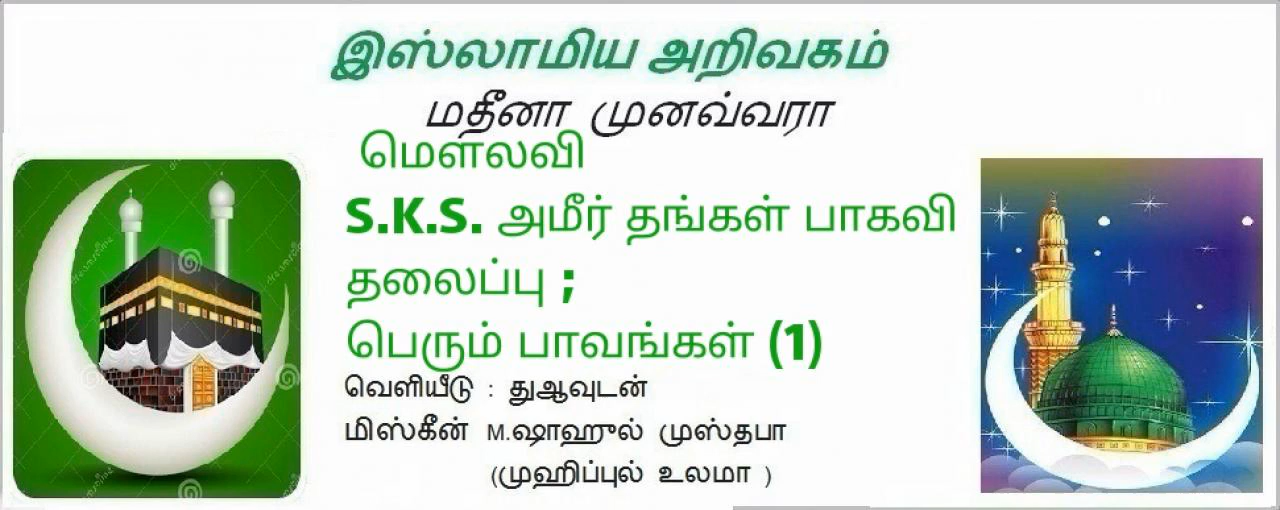 இஸ்லாமிய அறிவகம்
மதீனா முனவ்வரா
மௌலவி
S.K.S. அமீர் தங்கள் பாகவி
தலைப்பு ;
பெரும் பாவங்கள் (1)
வெளியீடு : துஆவுடன்
மிஸ்கீன் M.ஷாஹுல் முஸ்தபா
(முஹிப்புல் உலமா )